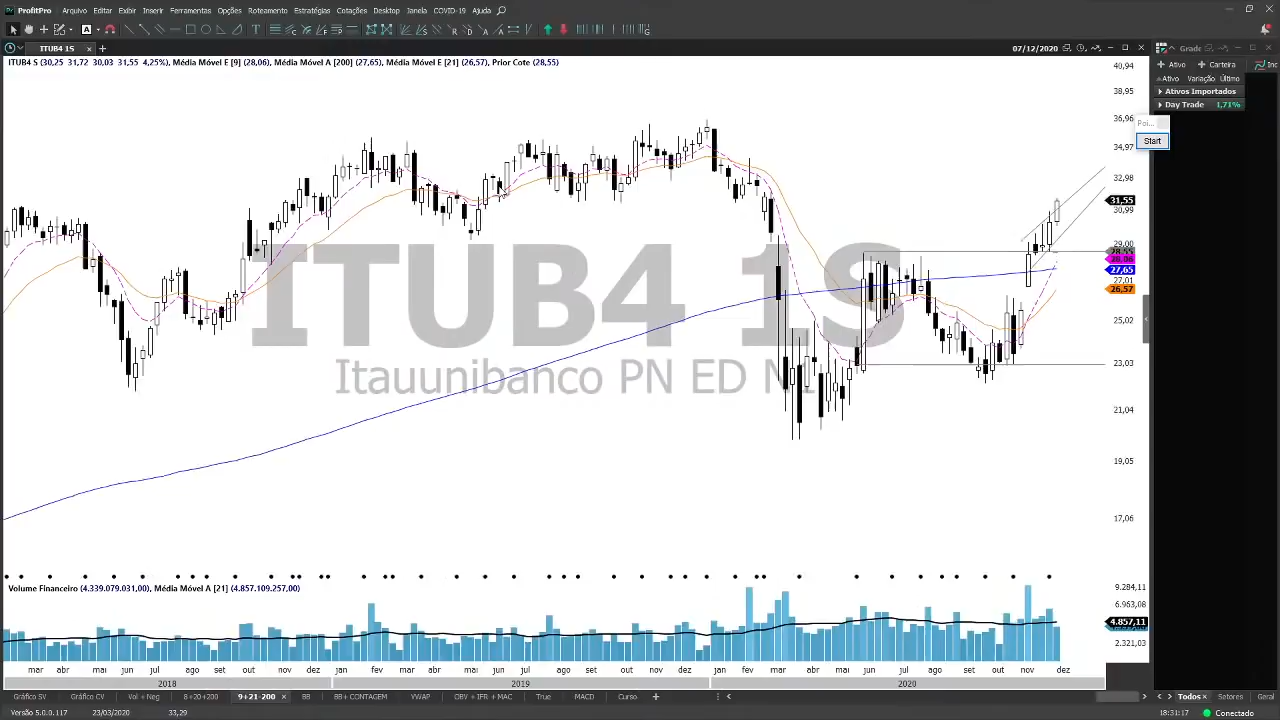 ProfitPro Arquivo Editar Exibir Inserir Ferramentas Opções Roteamento Estratégias Cotações Desktop Janela COVID-19 Ajuda
ITUB4 1S
07/12/2020
Grade
ITUB4 S (30,25 31,72 30,03 31,55 4,25%), Média Móvel E [9] (28,06), Média Móvel A [200] (27,65), Média Móvel E [21] (26,57), Prior Cote (28,55)
Ativo Carteira Inc
Ativo Variação Último
Ativos Importados
Day Trade 1,71%
Poi...
Start
40,94
38,95
36,96
34,97
32,98
31,55
30,99
29,00
28,06
27,65
27,01
26,57
25,02
23,03
21,04
19,05
17,06
ITUB4 1S
Itauunibanco PN ED N1
Volume Financeiro (4.339.079.031,00), Média Móvel A [21] (4.857.109.257,00)
9.284,11
6.963,08
4.857,11
2.321,03
mar abr mai jun jul ago set out nov dez jan fev mar abr mai jun jul ago set out nov dez jan fev mar abr mai jun jul ago set out nov dez
2018 2019 2020
Gráfico SV Gráfico CV Vol + Neg 8+20+200 9+21-200 BB BB+ CONTAGEM VWAP OBV + IFR + MAC True MACD Curso
Todos Setores Geral
Versão 5.0.0.117 23/03/2020 33,29
18:31:17 Conectado